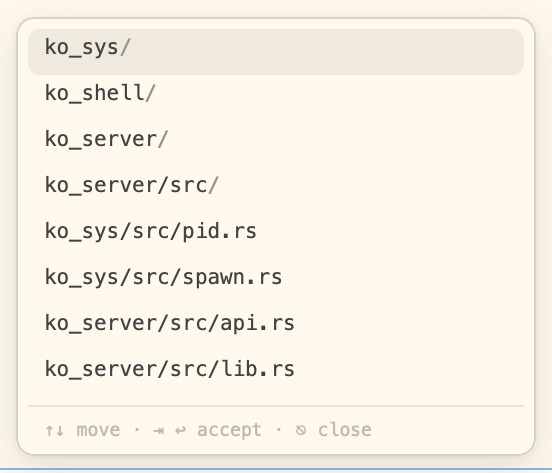 ko_sys/
ko_shell/
ko_server/
ko_server/src/
ko_sys/src/pid.rs
ko_sys/src/spawn.rs
ko_server/src/api.rs
ko_server/src/lib.rs
↑↓ move · ⇥ ↩ accept · ⎋ close